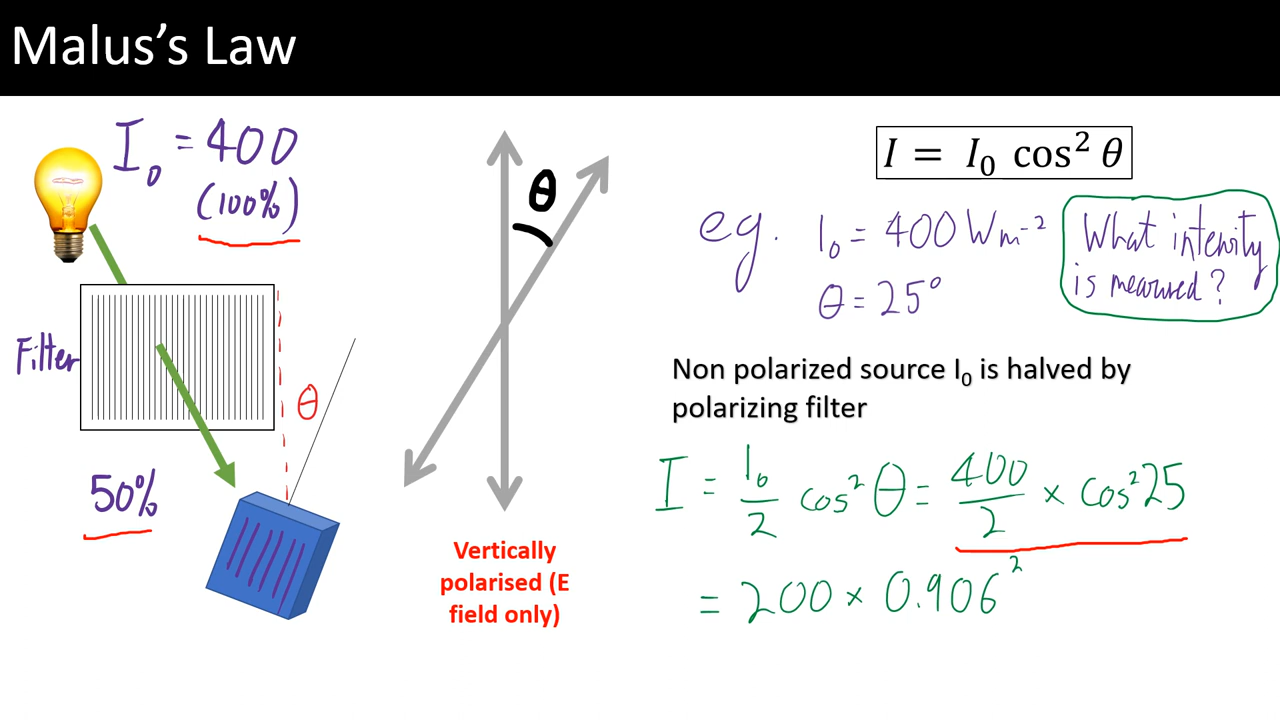 Malus's Law
I₀ = 400
(100%)
Filter
θ
50%
θ
Vertically
polarised (E
field only)
I = I₀ cos² θ
eg. I₀ = 400 Wm⁻²
θ = 25°
What intensity
is measured?
Non polarized source I₀ is halved by
polarizing filter
I = I₀/2 cos² θ = 400/2 × cos² 25
= 200 × 0.906²